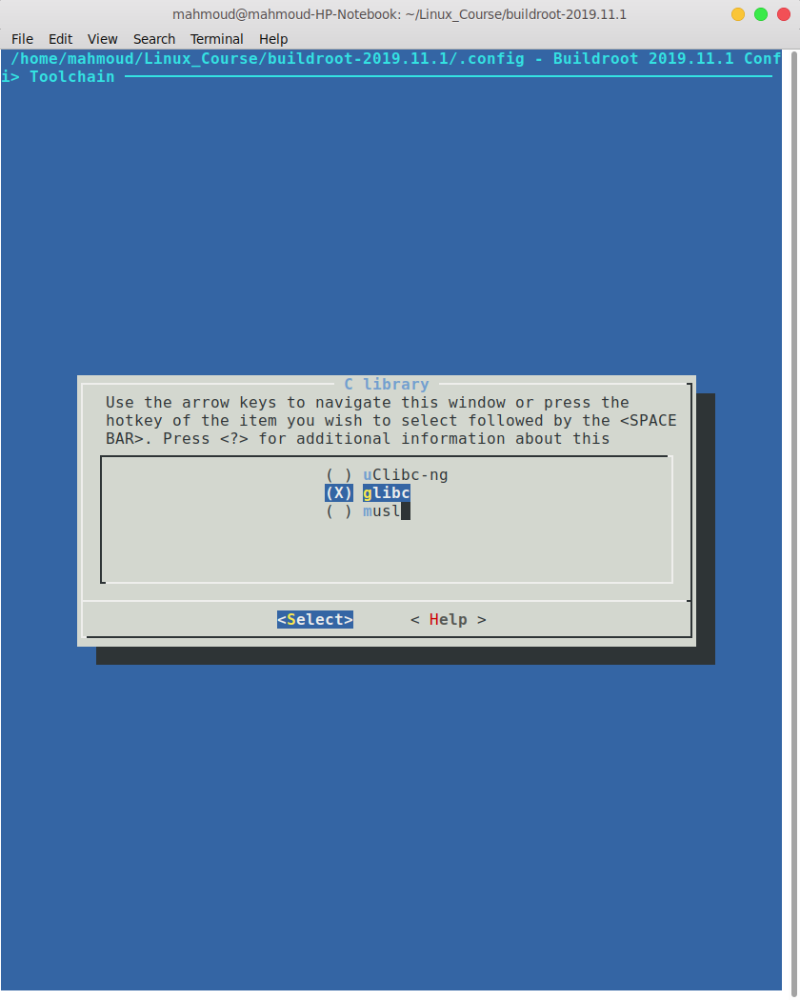 mahmoud@mahmoud-HP-Notebook: ~/Linux_Course/buildroot-2019.11.1
File Edit View Search Terminal Help
/home/mahmoud/Linux_Course/buildroot-2019.11.1/.config - Buildroot 2019.11.1 Conf
i> Toolchain
C library
Use the arrow keys to navigate this window or press the
hotkey of the item you wish to select followed by the <SPACE
BAR>. Press <?> for additional information about this
( ) uClibc-ng
(X) glibc
( ) musl
<Select> < Help >